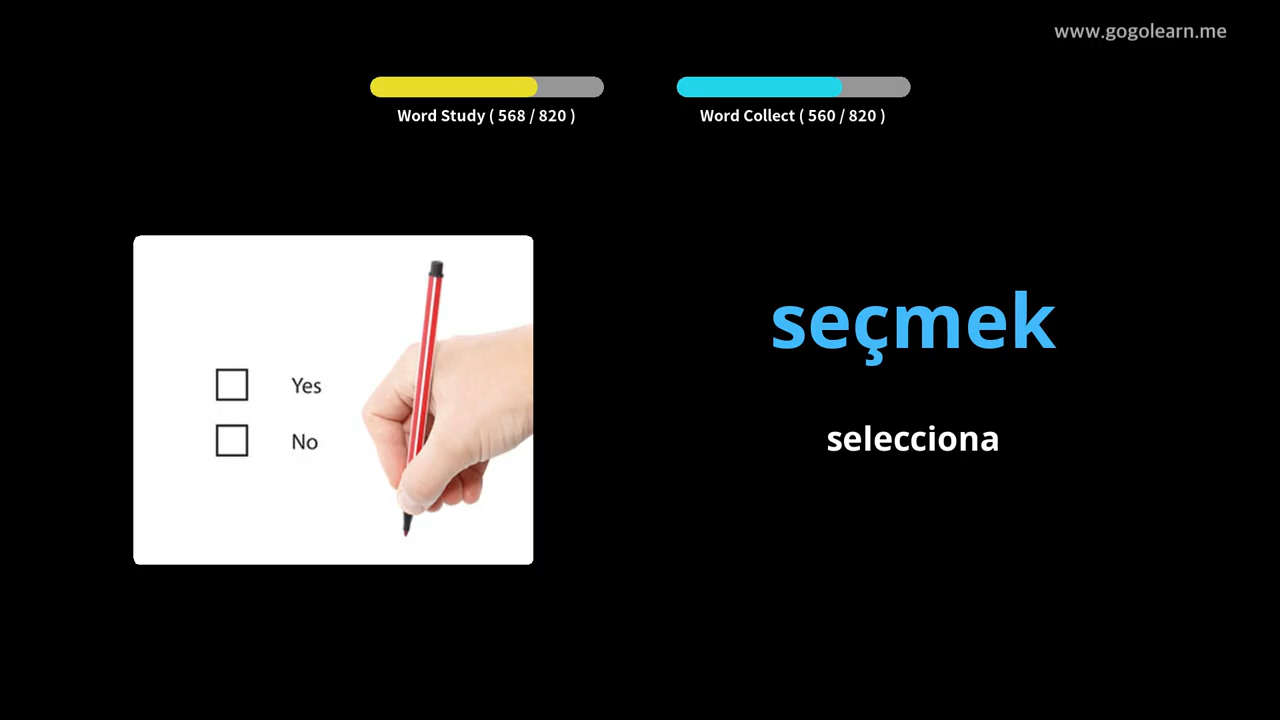 www.gogolearn.me
Word Study ( 568 / 820 )
Word Collect ( 560 / 820 )
seçmek
selecciona
Yes
No